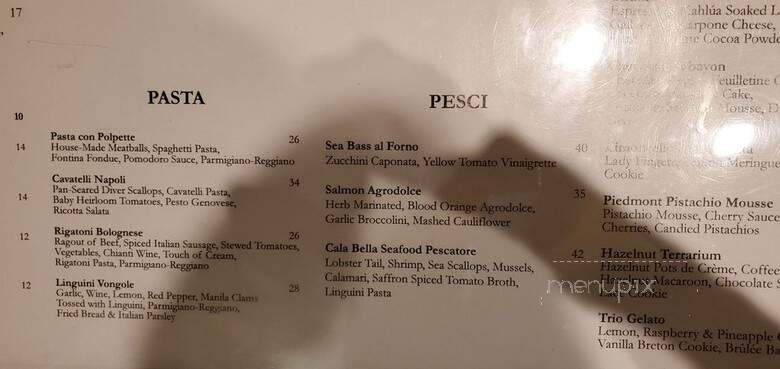 17
10
14
14
12
12
PASTA
Pasta con Polpette 26
House-Made Meatballs, Spaghetti Pasta,
Fontina Fondue, Pomodoro Sauce, Parmigiano-Reggiano
Cavatelli Napoli 34
Pan-Seared Diver Scallops, Cavatelli Pasta,
Baby Heirloom Tomatoes, Pesto Genovese,
Ricotta Salata
Rigatoni Bolognese 26
Ragout of Beef, Spiced Italian Sausage, Stewed Tomatoes,
Vegetables, Chianti Wine, Touch of Cream,
Rigatoni Pasta, Parmigiano-Reggiano
Linguini Vongole 28
Garlic, Wine, Lemon, Red Pepper, Manila Clams
Tossed with Linguini, Parmigiano-Reggiano,
Fried Bread & Italian Parsley
PESCI
Sea Bass al Forno 40
Zucchini Caponata, Yellow Tomato Vinaigrette
Salmon Agrodolce 35
Herb Marinated, Blood Orange Agrodolce,
Garlic Broccolini, Mashed Cauliflower
Cala Bella Seafood Pescatore 42
Lobster Tail, Shrimp, Sea Scallops, Mussels,
Calamari, Saffron Spiced Tomato Broth,
Linguini Pasta
Kahlúa Soaked
Cheese,
Cocoa
Feuilletine
Cake,
Mousse,
Lady
Cookie
Piedmont Pistachio Mousse
Pistachio Mousse, Cherry
Cherries, Candied Pistachios
Hazelnut Terrarium
Hazelnut Pots de Crème,
Hazelnut Macaroon, Chocolate
Lace Cookie
Trio Gelato
Lemon, Raspberry & Pineapple
Vanilla Breton Cookie, Brûlée
menupix